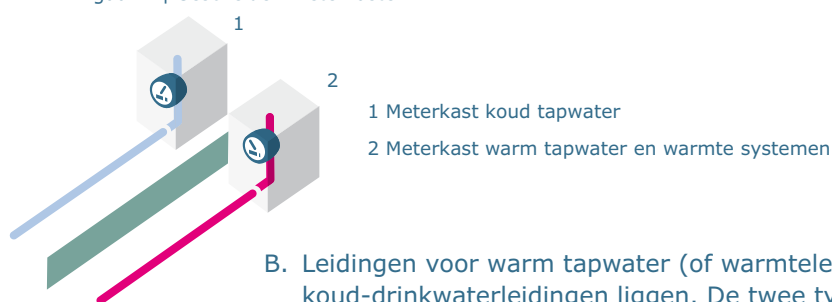 1
2
1 Meterkast koud tapwater
2 Meterkast warm tapwater en warmte systemen
B. Leidingen voor warm tapwater (of warmtele
koud-drinkwaterleidingen liggen. De twee ty